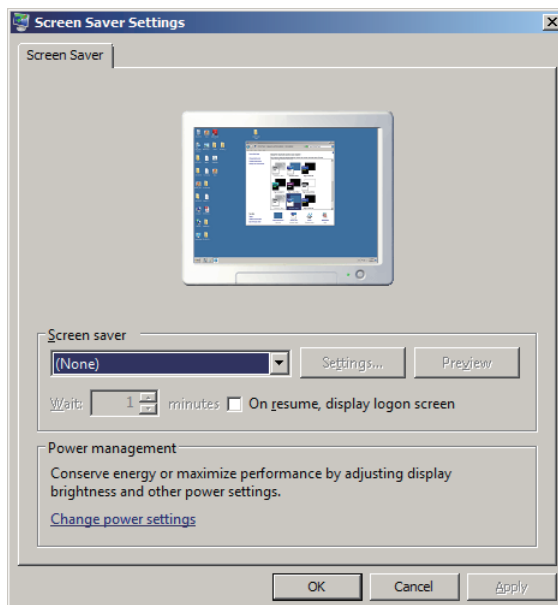 Screen Saver Settings
Screen Saver
Screen saver
(None)
Settings...
Preview
Wait: 1 minutes On resume, display logon screen
Power management
Conserve energy or maximize performance by adjusting display
brightness and other power settings.
Change power settings
OK Cancel Apply